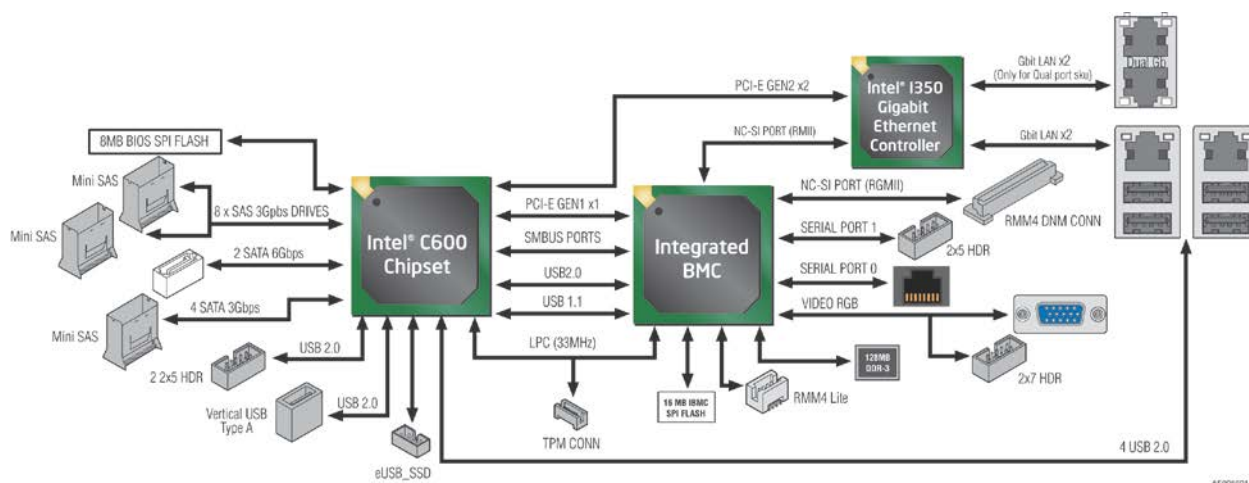 Gbit LAN x2
(Only for Qual port sku)
Dual Gb
PCI-E GEN2 x2
Intel® I350
Gigabit
Ethernet
Controller
8MB BIOS SPI FLASH
NC-SI PORT (RMII)
Gbit LAN x2
Mini SAS
NC-SI PORT (RGMII)
RMM4 DNM CONN
8 x SAS 3Gpbs DRIVES
PCI-E GEN1 x1
Mini SAS
Intel® C600
Chipset
SMBUS PORTS
Integrated
BMC
SERIAL PORT 1
2x5 HDR
2 SATA 6Gbps
USB2.0
SERIAL PORT 0
4 SATA 3Gbps
USB 1.1
VIDEO RGB
Mini SAS
USB 2.0
LPC (33MHz)
128MB
DDR-3
2 2x5 HDR
2x7 HDR
Vertical USB
Type A
USB 2.0
16 MB IBMC
SPI FLASH
RMM4 Lite
TPM CONN
4 USB 2.0
eUSB_SSD